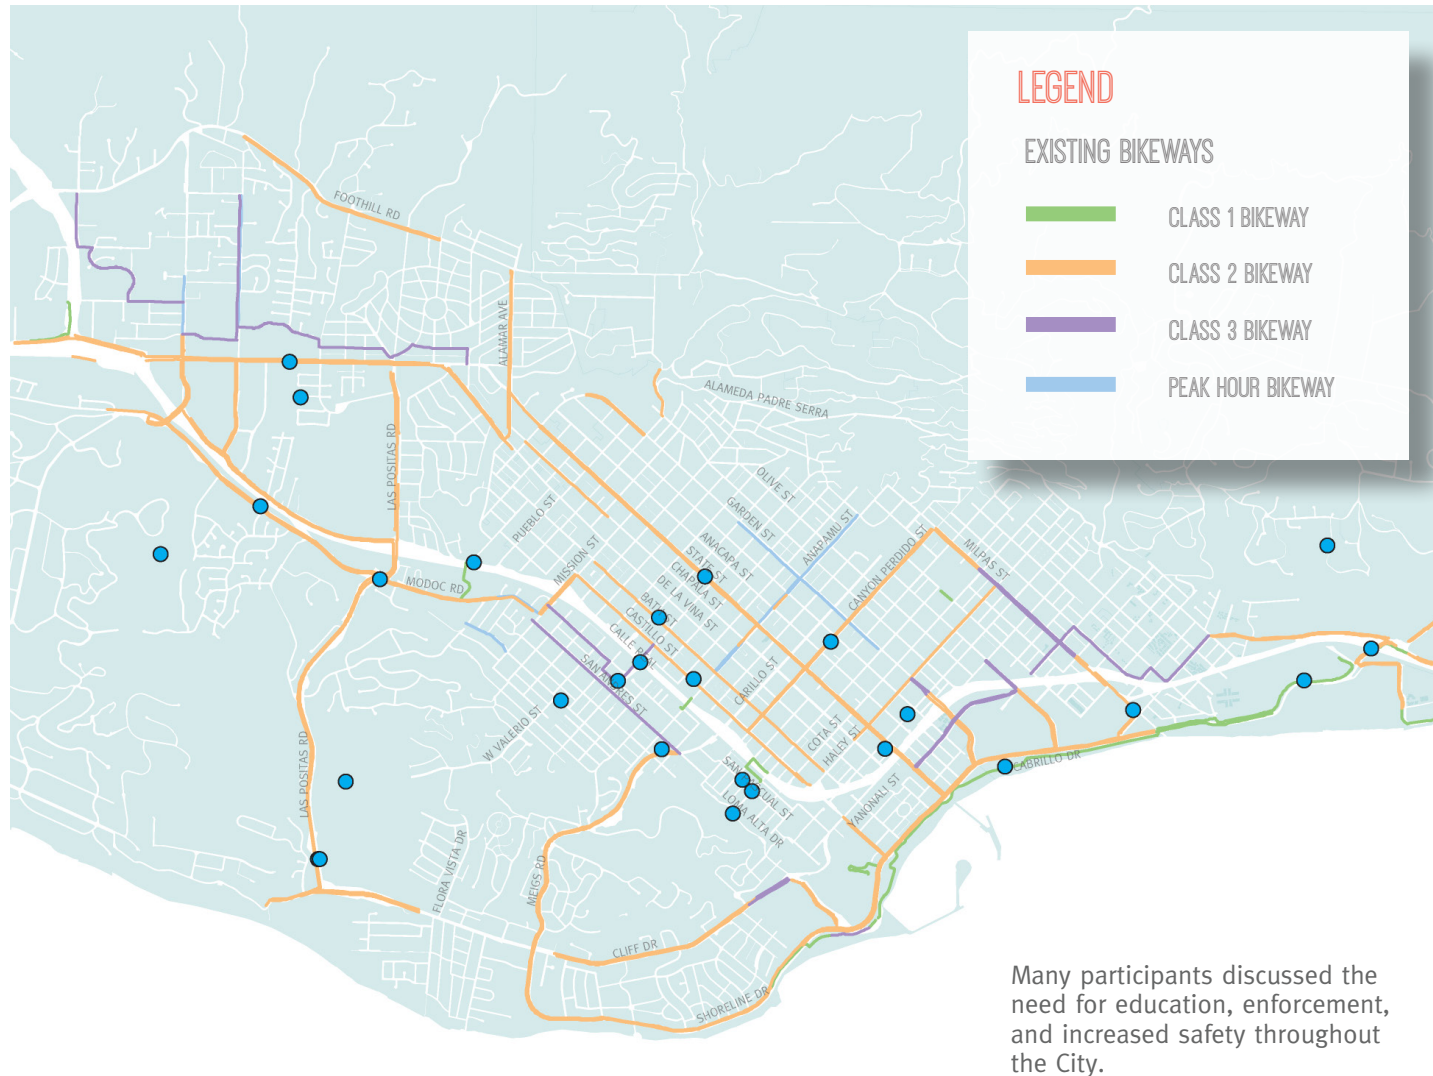 LEGEND
EXISTING BIKEWAYS
CLASS 1 BIKEWAY
CLASS 2 BIKEWAY
CLASS 3 BIKEWAY
PEAK HOUR BIKEWAY
FOOTHILL RD
ALAMAR AVE
ALAMEDA PADRE SERRA
LAS POSITAS RD
PUEBLO ST
OLIVE ST
GARDEN ST
ANAPAMU ST
ANACAPA ST
STATE ST
CHAPALA ST
DE LA VINA ST
MISSION ST
MODOC RD
BATH ST
CASTILLO ST
CALLE REAL
CANYON PERDIDO ST
MILPAS ST
SAN ANDRES ST
CARILLO ST
W VALERIO ST
COTA ST
HALEY ST
LAS POSITAS RD
LOMA ALTA DR
YANONALI ST
CABRILLO DR
FLORA VISTA DR
MEIGS RD
CLIFF DR
SHORELINE DR
Many participants discussed the
need for education, enforcement,
and increased safety throughout
the City.